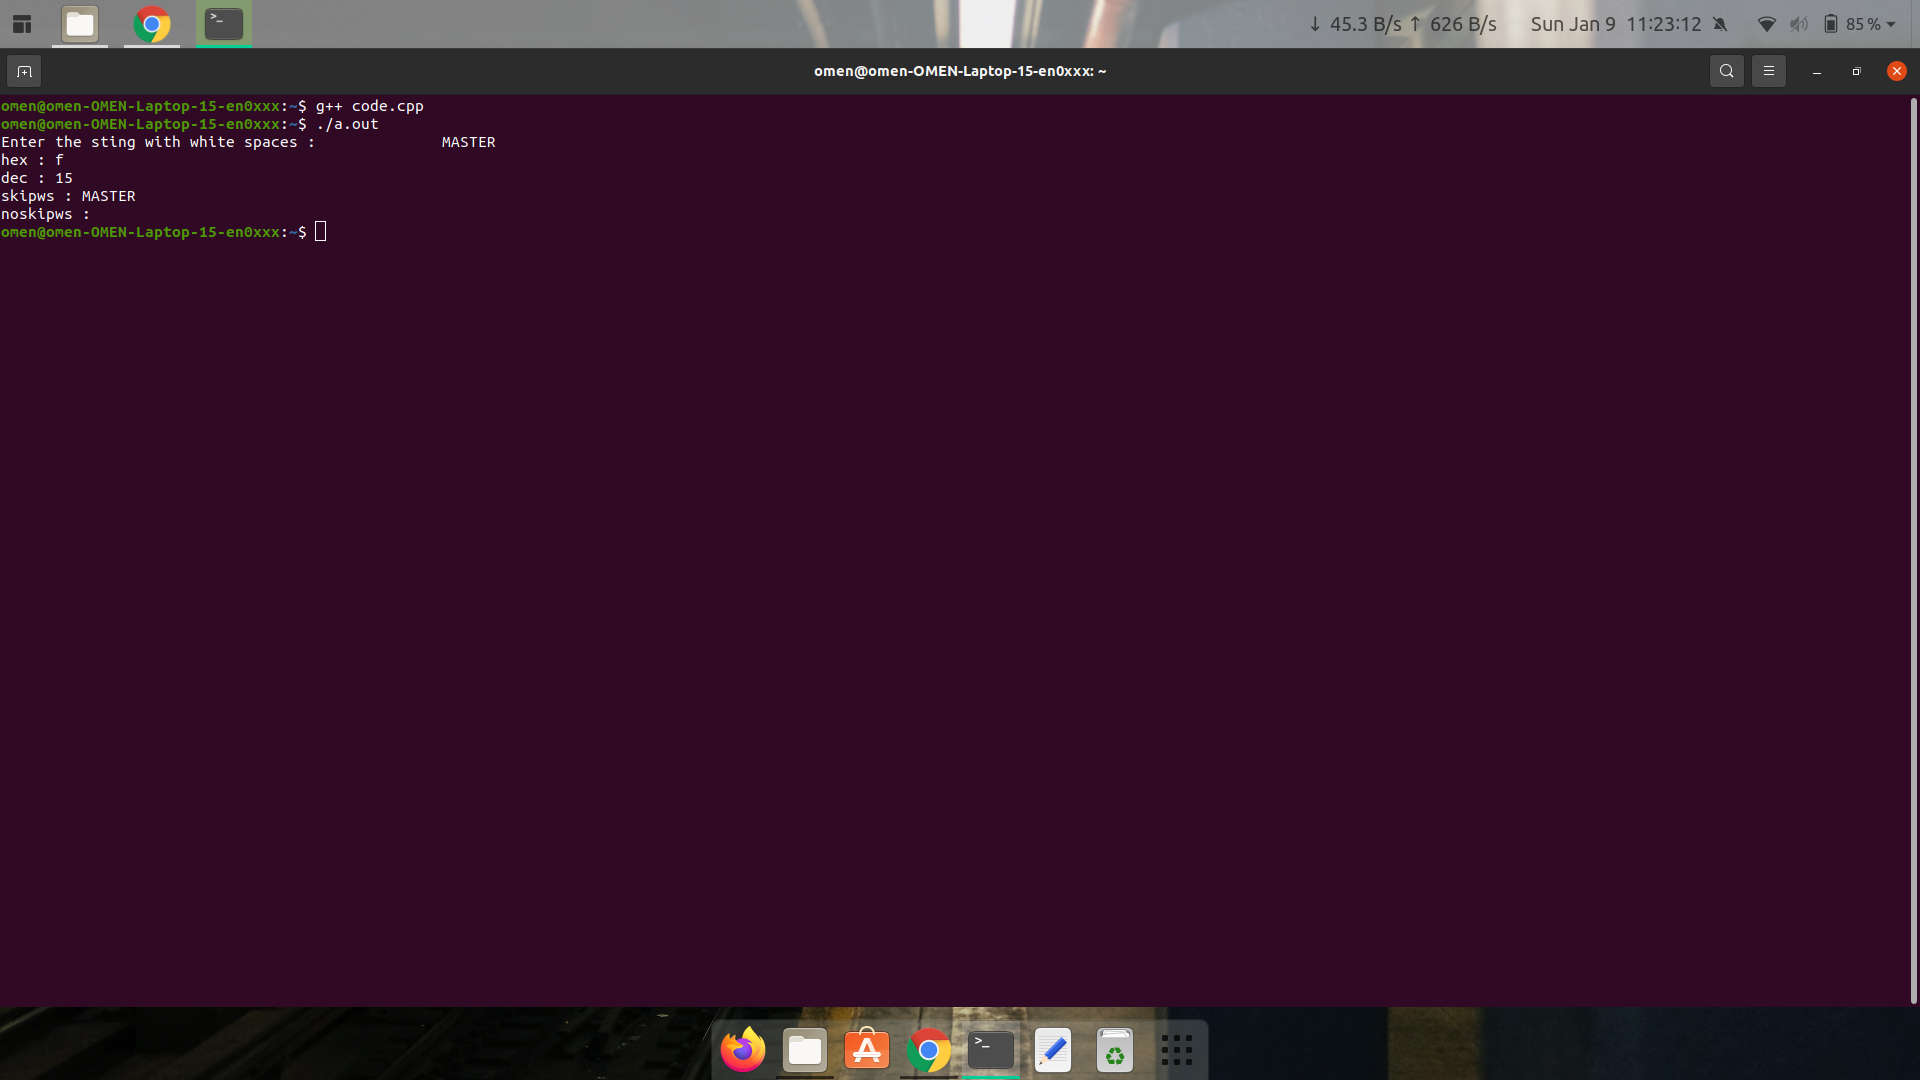 ↓ 45.3 B/s ↑ 626 B/s Sun Jan 9 11:23:12 85 %
omen@omen-OMEN-Laptop-15-en0xxx: ~
omen@omen-OMEN-Laptop-15-en0xxx:~$ g++ code.cpp
omen@omen-OMEN-Laptop-15-en0xxx:~$ ./a.out
Enter the sting with white spaces :              MASTER
hex : f
dec : 15
skipws : MASTER
noskipws :
omen@omen-OMEN-Laptop-15-en0xxx:~$